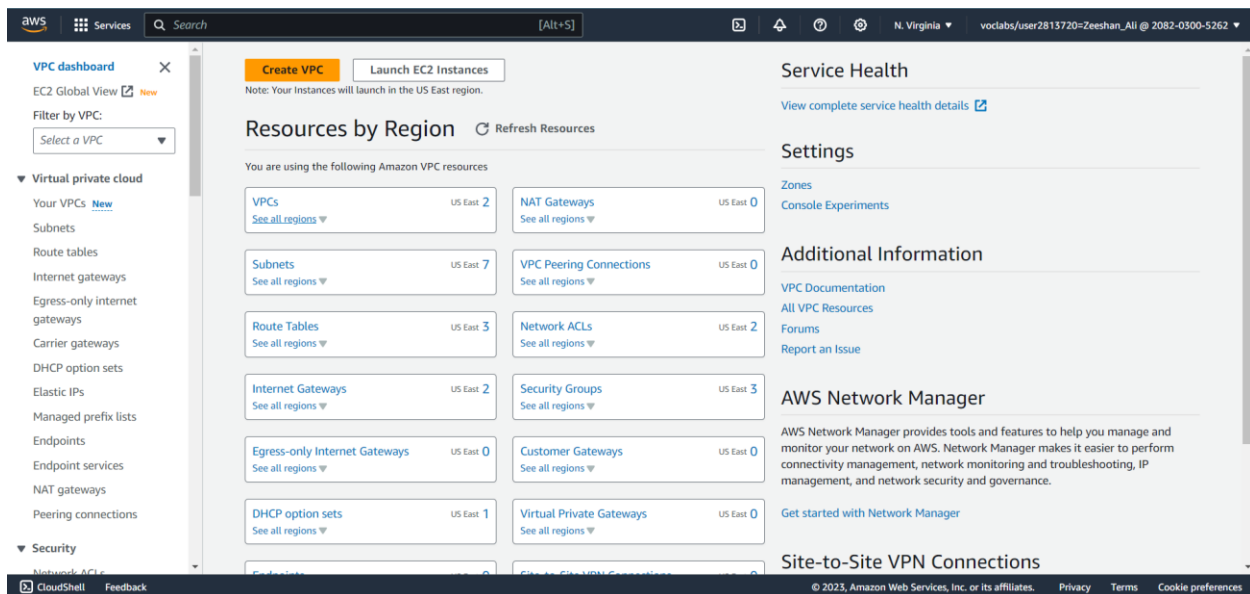 aws
Services
Search
[Alt+S]
N. Virginia
voclabs/user2813720=Zeeshan_Ali @ 2082-0300-5262
VPC dashboard
EC2 Global View New
Filter by VPC:
Select a VPC
Virtual private cloud
Your VPCs New
Subnets
Route tables
Internet gateways
Egress-only internet
gateways
Carrier gateways
DHCP option sets
Elastic IPs
Managed prefix lists
Endpoints
Endpoint services
NAT gateways
Peering connections
Security
Network ACLs
Create VPC
Launch EC2 Instances
Note: Your Instances will launch in the US East region.
Resources by Region
Refresh Resources
You are using the following Amazon VPC resources
VPCs US East 2
See all regions
NAT Gateways US East 0
See all regions
Subnets US East 7
See all regions
VPC Peering Connections US East 0
See all regions
Route Tables US East 3
See all regions
Network ACLs US East 2
See all regions
Internet Gateways US East 2
See all regions
Security Groups US East 3
See all regions
Egress-only Internet Gateways US East 0
See all regions
Customer Gateways US East 0
See all regions
DHCP option sets US East 1
See all regions
Virtual Private Gateways US East 0
See all regions
Service Health
View complete service health details
Settings
Zones
Console Experiments
Additional Information
VPC Documentation
All VPC Resources
Forums
Report an Issue
AWS Network Manager
AWS Network Manager provides tools and features to help you manage and
monitor your network on AWS. Network Manager makes it easier to perform
connectivity management, network monitoring and troubleshooting, IP
management, and network security and governance.
Get started with Network Manager
Site-to-Site VPN Connections
CloudShell
Feedback
© 2023, Amazon Web Services, Inc. or its affiliates.
Privacy
Terms
Cookie preferences